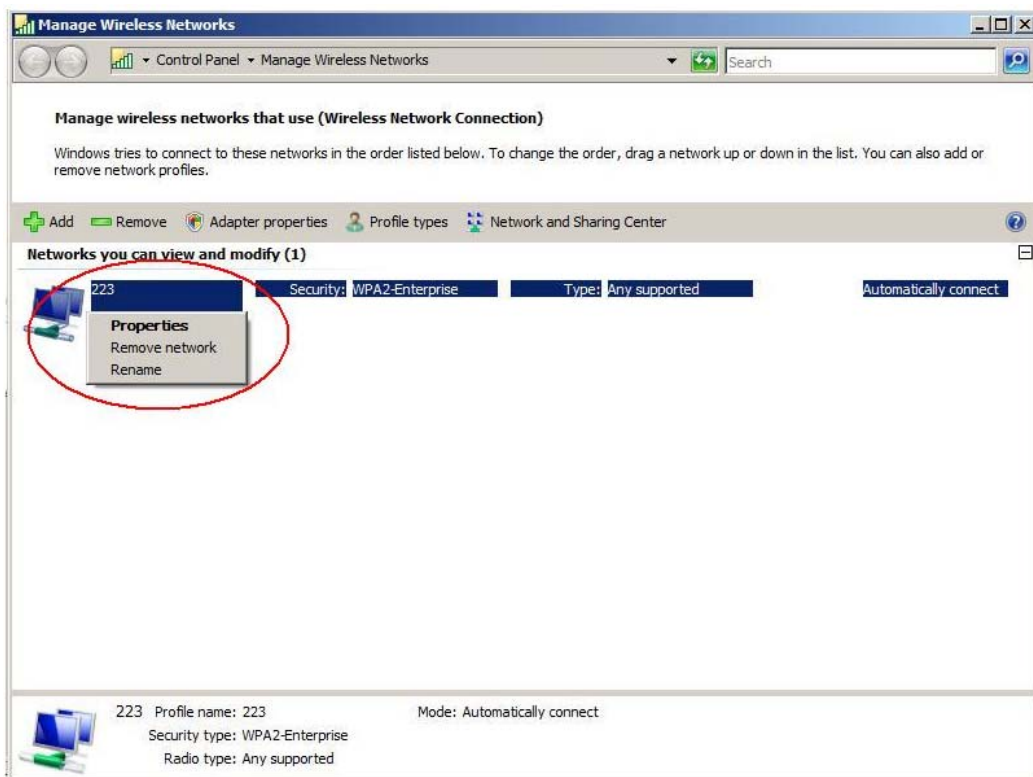 Manage Wireless Networks
Control Panel Manage Wireless Networks
Search
Manage wireless networks that use (Wireless Network Connection)
Windows tries to connect to these networks in the order listed below. To change the order, drag a network up or down in the list. You can also add or
remove network profiles.
Add Remove Adapter properties Profile types Network and Sharing Center
Networks you can view and modify (1)
223 Security: WPA2-Enterprise Type: Any supported Automatically connect
Properties
Remove network
Rename
223 Profile name: 223 Mode: Automatically connect
Security type: WPA2-Enterprise
Radio type: Any supported